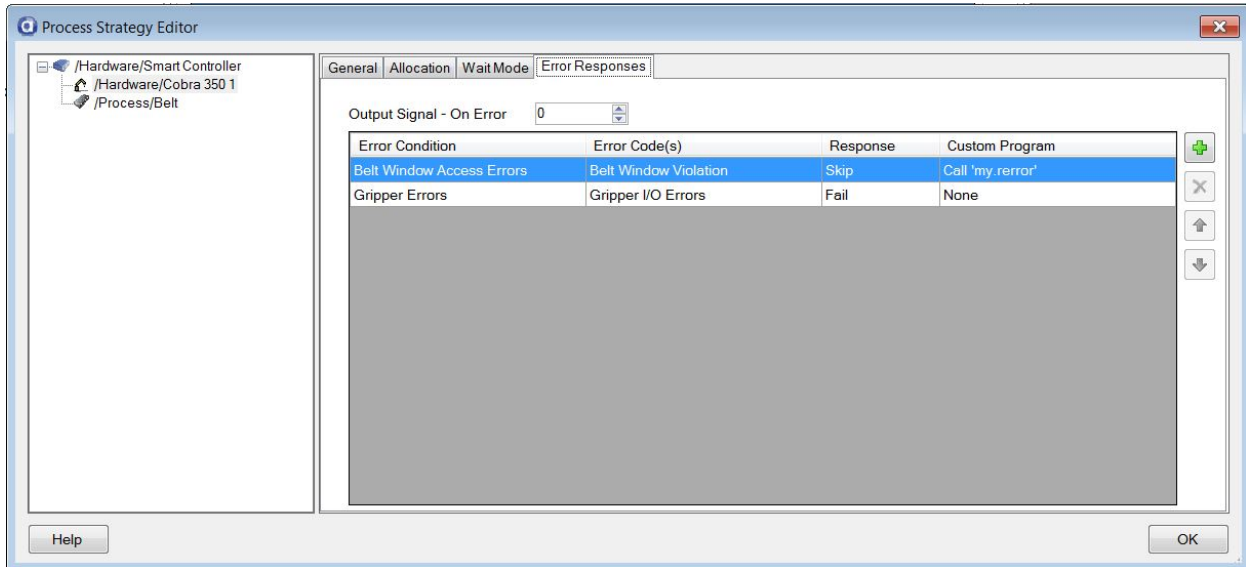 Process Strategy Editor
/Hardware/Smart Controller
/Hardware/Cobra 350 1
/Process/Belt
General Allocation Wait Mode Error Responses
Output Signal - On Error 0
Error Condition Error Code(s) Response Custom Program
Belt Window Access Errors Belt Window Violation Skip Call 'my.rerror'
Gripper Errors Gripper I/O Errors Fail None
Help OK